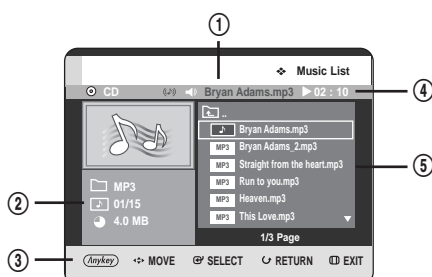 ①
❖ Music List
CD Bryan Adams.mp3 ▶ 02 : 10
④
..
Bryan Adams.mp3
MP3 Bryan Adams_2.mp3
MP3 Straight from the heart.mp3
⑤
MP3 Run to you.mp3
MP3 Heaven.mp3
MP3 This Love.mp3
▼
1/3 Page
MP3
② 01/15
4.0 MB
③ Anykey MOVE SELECT RETURN EXIT